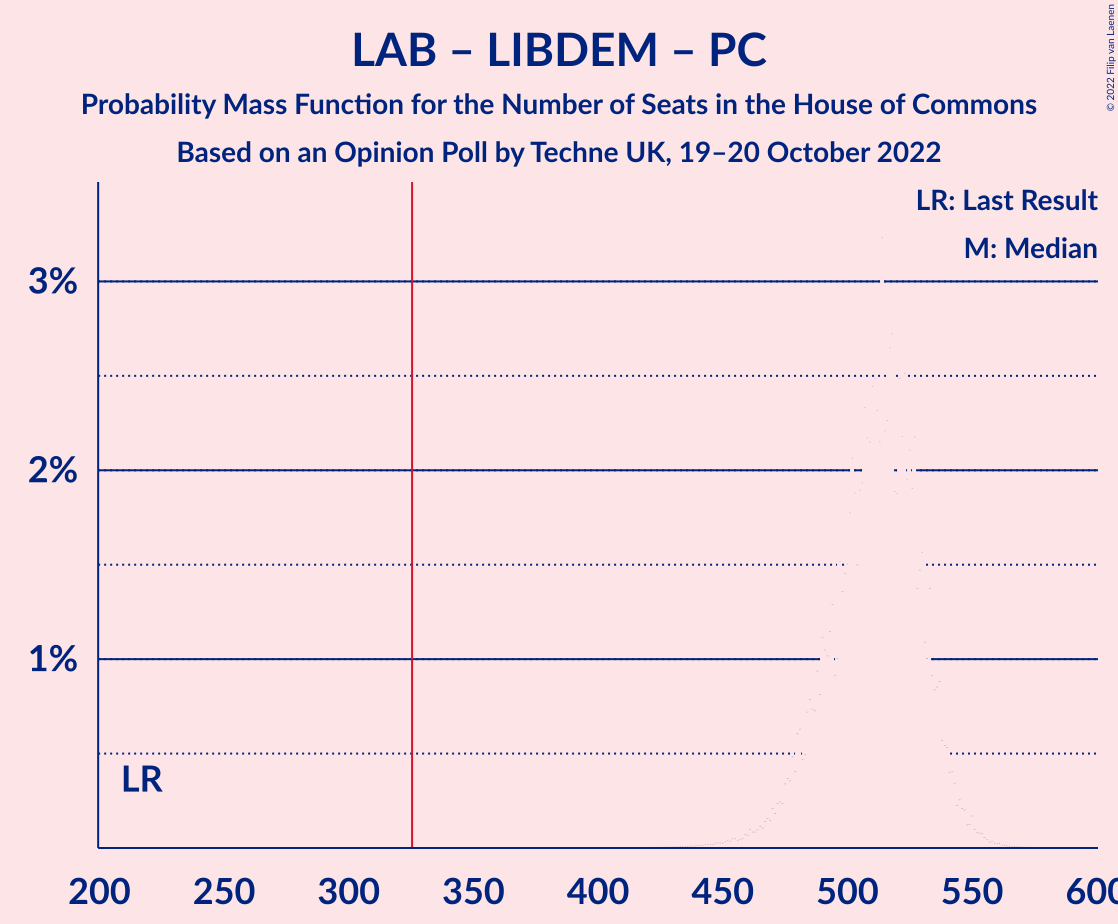 LAB – LIBDEM – PC
Probability Mass Function for the Number of Seats in the House of Commons
Based on an Opinion Poll by Techne UK, 19–20 October 2022
© 2022 Filip van Laenen
LR: Last Result
M: Median
3%
2%
1%
LR
200 250 300 350 400 450 500 550 600